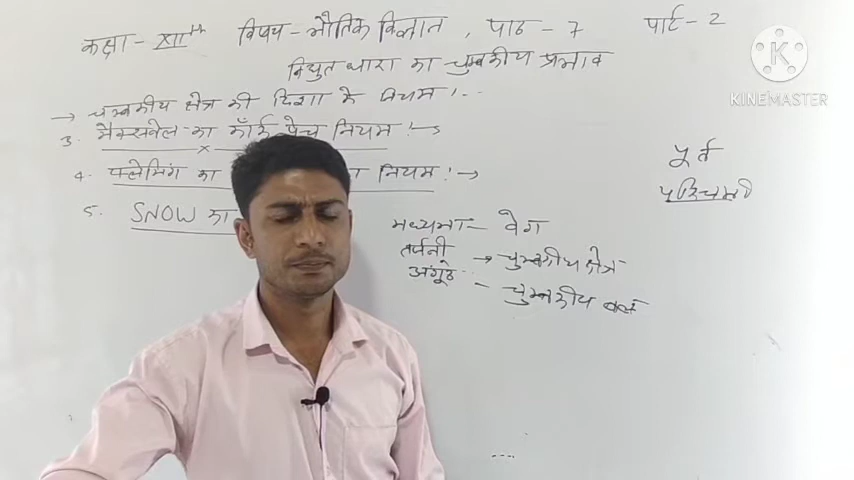 कक्षा - XIIth विषय - भौतिक विज्ञान , पाठ - 7 पार्ट - 2
विद्युत धारा का चुम्बकीय प्रभाव
→ चुम्बकीय क्षेत्र की दिशा के नियम :--
3. मैक्सवेल का कॉर्क पेंच नियम :→
4. फ्लेमिंग का नियम :→
5. SNOW का
मध्यमा - वेग
तर्जनी → चुम्बकीय क्षेत्र
अंगूठे - चुम्बकीय बल
पूर्व
पश्चिम
K
KINEMASTER